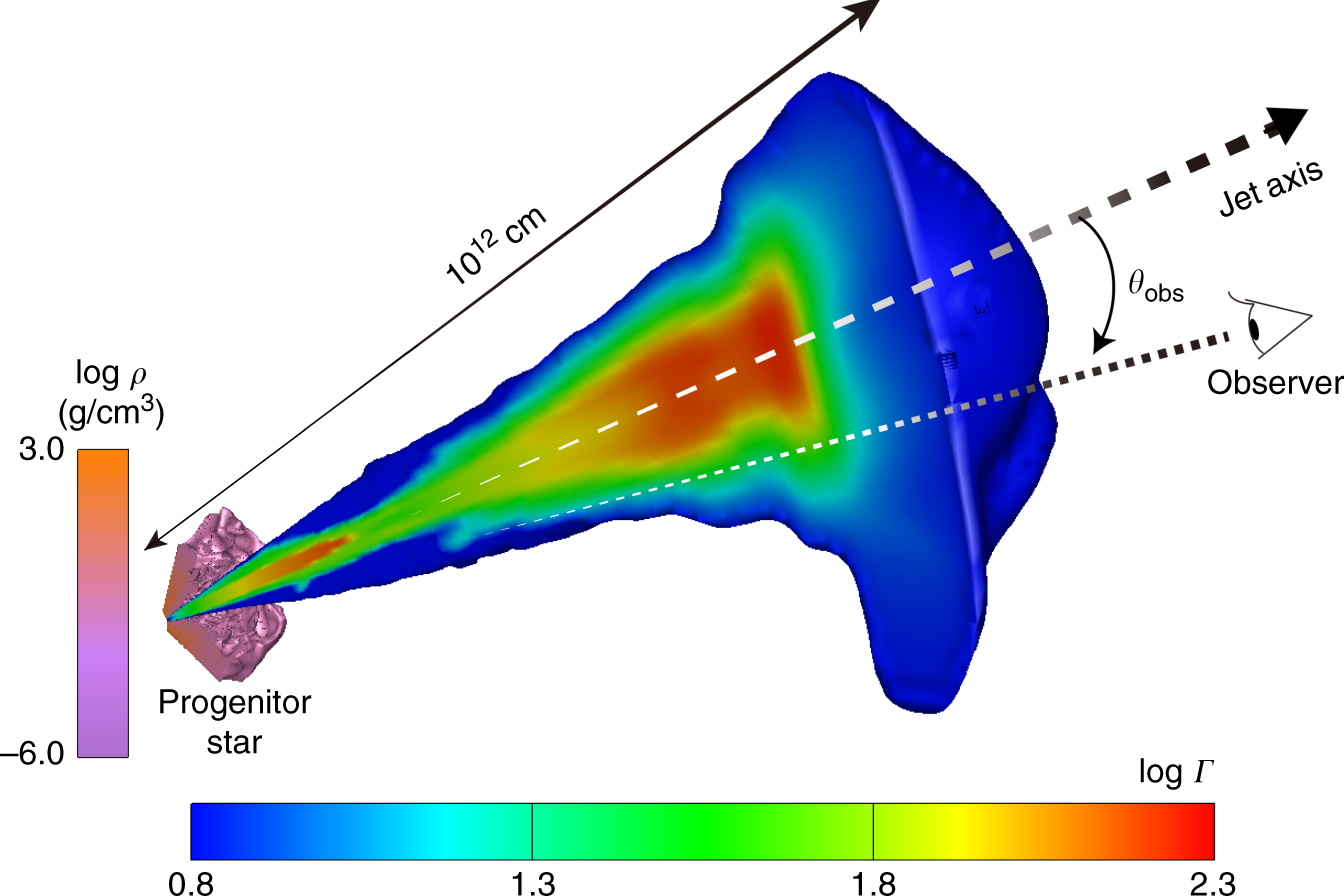 10¹² cm
Jet axis
θobs
Observer
log ρ
(g/cm³)
3.0
–6.0
Progenitor
star
log Γ
0.8 1.3 1.8 2.3